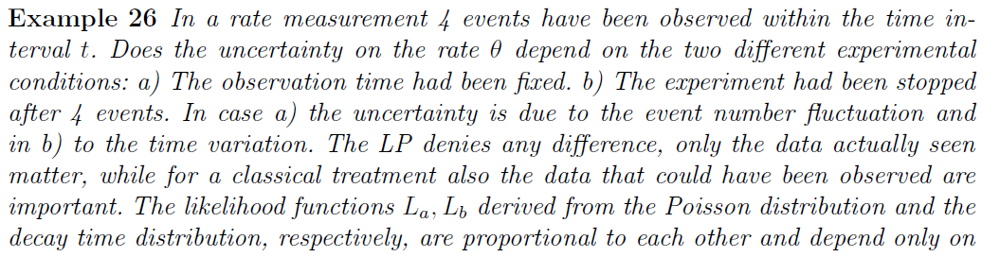 Example 26 In a rate measurement 4 events have been observed within the time in-
terval t. Does the uncertainty on the rate θ depend on the two different experimental
conditions: a) The observation time had been fixed. b) The experiment had been stopped
after 4 events. In case a) the uncertainty is due to the event number fluctuation and
in b) to the time variation. The LP denies any difference, only the data actually seen
matter, while for a classical treatment also the data that could have been observed are
important. The likelihood functions Lₐ, L_b derived from the Poisson distribution and the
decay time distribution, respectively, are proportional to each other and depend only on